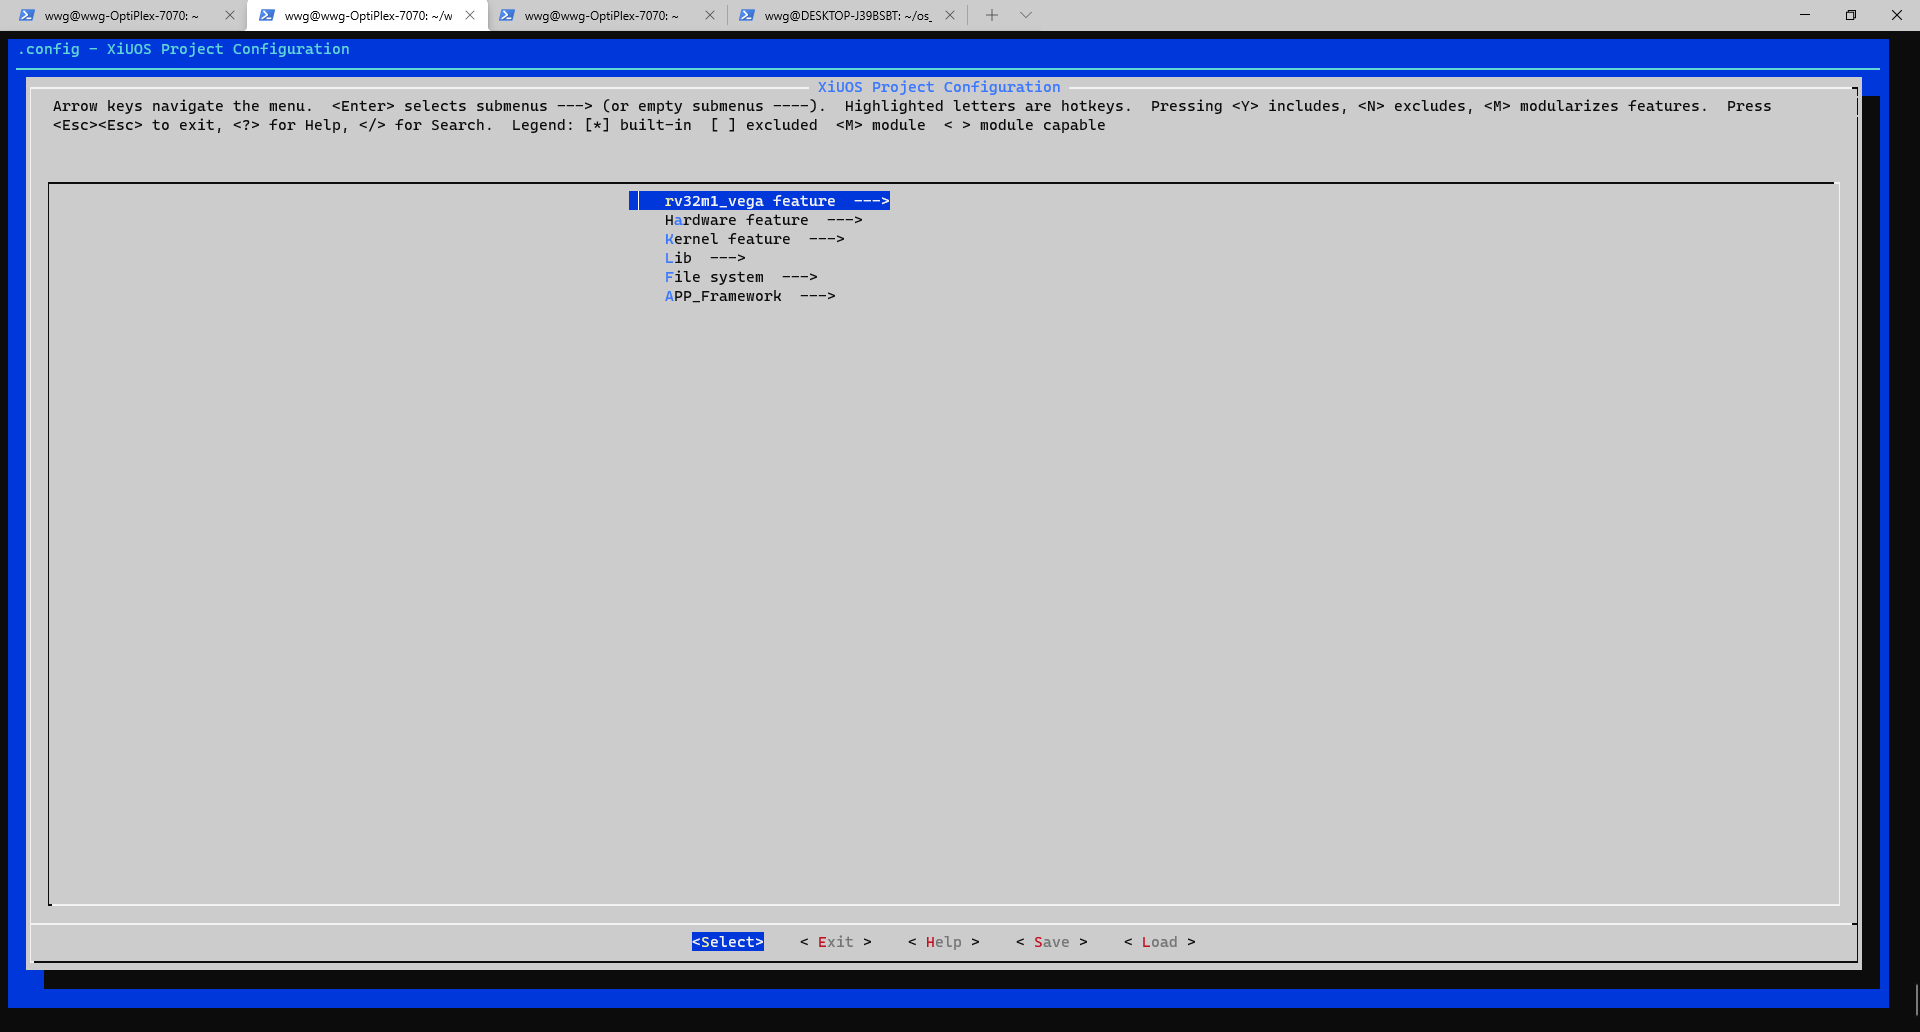 wwg@wwg-OptiPlex-7070: ~
wwg@wwg-OptiPlex-7070: ~/w
wwg@wwg-OptiPlex-7070: ~
wwg@DESKTOP-J39BSBT: ~/os_
.config - XiUOS Project Configuration
XiUOS Project Configuration
Arrow keys navigate the menu.  <Enter> selects submenus ---> (or empty submenus ----).  Highlighted letters are hotkeys.  Pressing <Y> includes, <N> excludes, <M> modularizes features.  Press
<Esc><Esc> to exit, <?> for Help, </> for Search.  Legend: [*] built-in  [ ] excluded  <M> module  < > module capable
rv32m1_vega feature  --->
Hardware feature  --->
Kernel feature  --->
Lib  --->
File system  --->
APP_Framework  --->
<Select>    < Exit >    < Help >    < Save >    < Load >